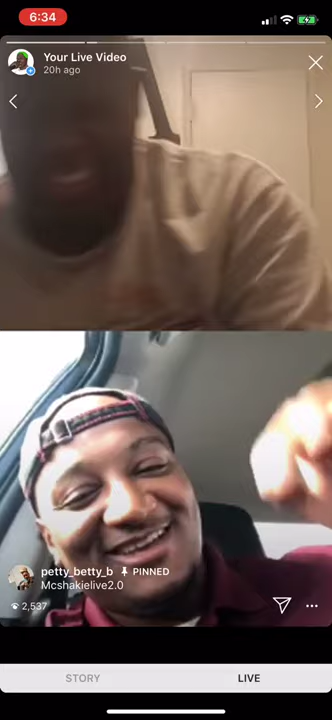 6:34
Your Live Video
20h ago
petty_betty_b PINNED
Mcshakielive2.0
2,537
STORY LIVE